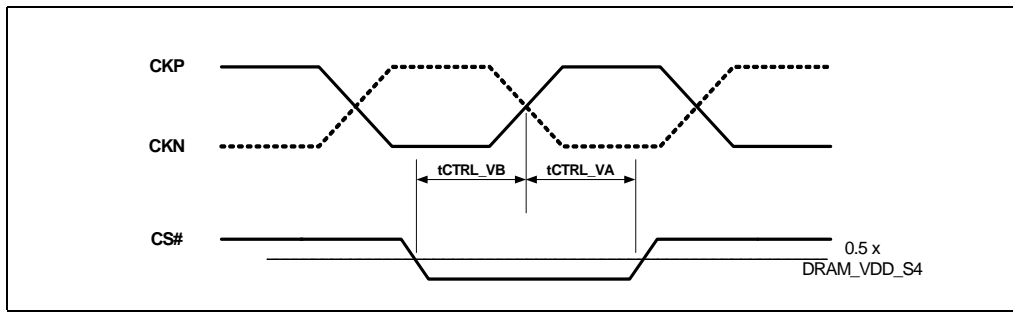 CKP
CKN
tCTRL_VB
tCTRL_VA
CS#
0.5 x
DRAM_VDD_S4